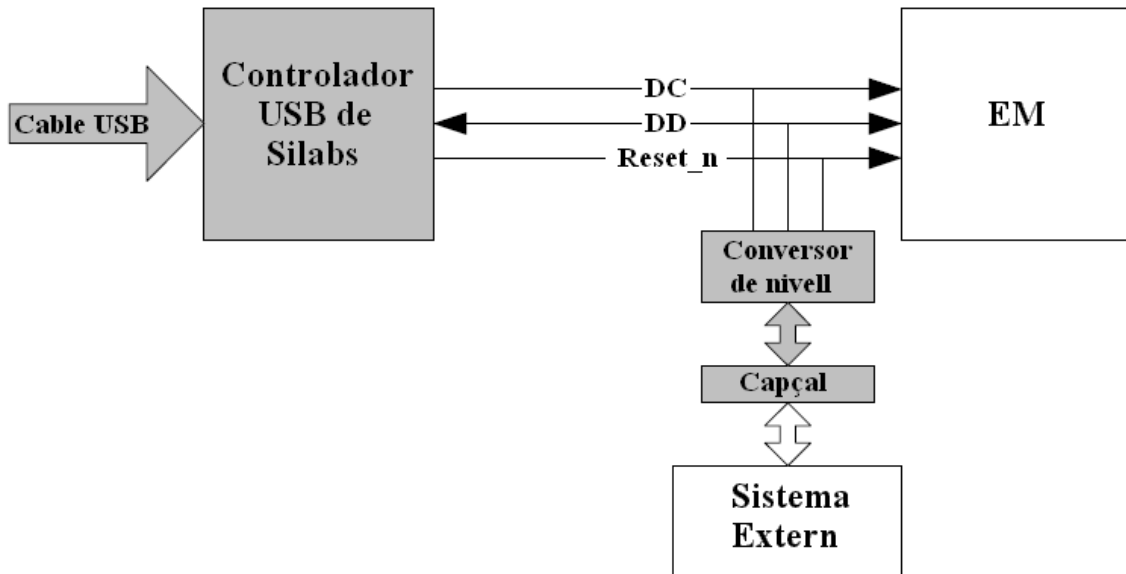 Controlador
USB de
Silabs
Cable USB
DC
DD
Reset_n
EM
Conversor
de nivell
Capçal
Sistema
Extern